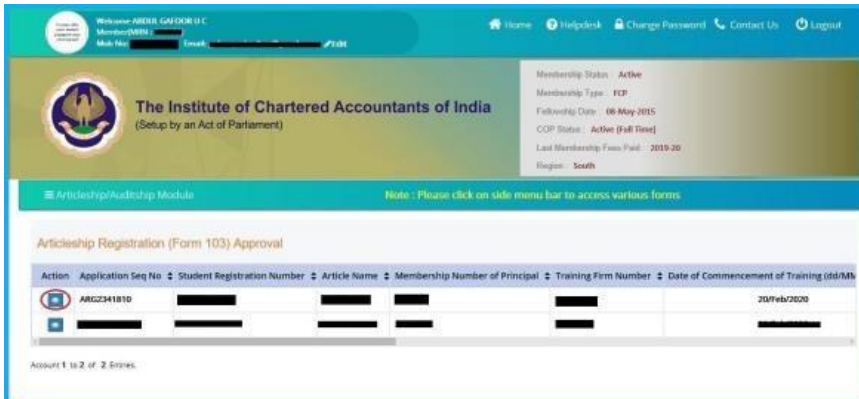 Welcome ABDUL GAFOOR U C
Member(MRN :
Mob No: Email: Edit
Home Helpdesk Change Password Contact Us Logout
The Institute of Chartered Accountants of India
(Setup by an Act of Parliament)
Membership Status : Active
Membership Type : FCP
Fellowship Date : 08-May-2015
COP Status : Active (Full Time)
Last Membership Fees Paid : 2019-20
Region : South
Articleship/Auditship Module
Note : Please click on side menu bar to access various forms
Articleship Registration (Form 103) Approval
Action Application Seq No Student Registration Number Article Name Membership Number of Principal Training Firm Number Date of Commencement of Training (dd/MM
ARG2341810 20/Feb/2020
Account 1 to 2 of 2 Entries.